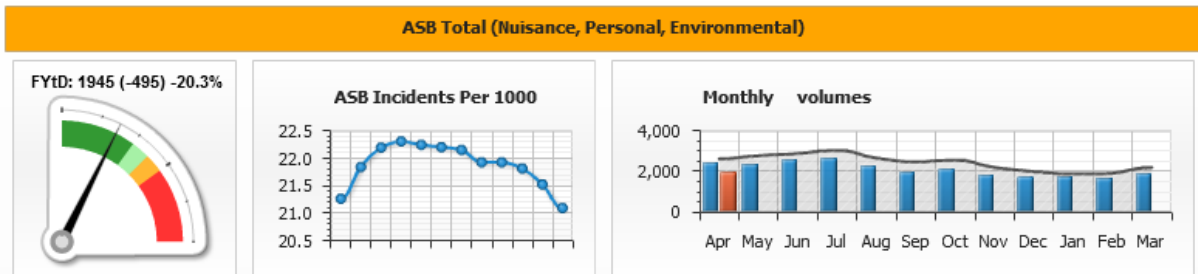 ASB Total (Nuisance, Personal, Environmental)
FYtD: 1945 (-495) -20.3%
ASB Incidents Per 1000
22.5
22.0
21.5
21.0
20.5
Monthly volumes
4,000
2,000
0
Apr May Jun Jul Aug Sep Oct Nov Dec Jan Feb Mar